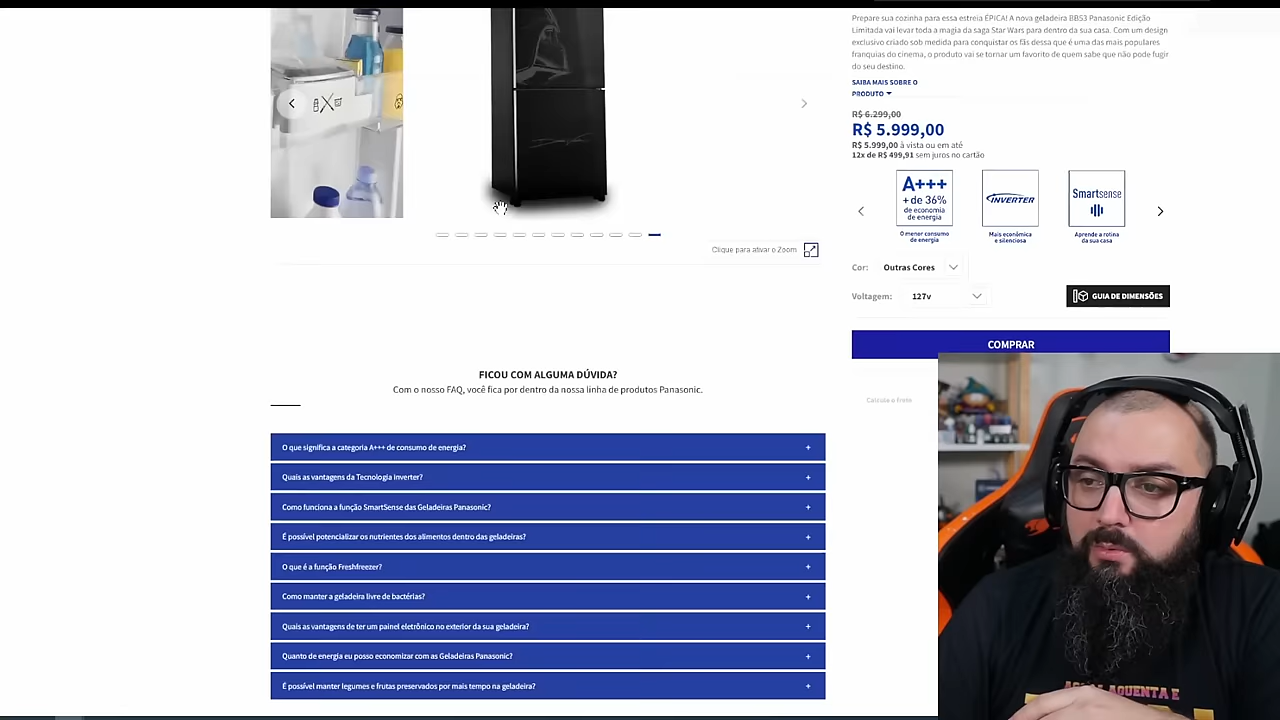 Prepare sua cozinha para essa estreia ÉPICA! A nova geladeira BB53 Panasonic Edição
Limitada vai levar toda a magia da saga Star Wars para dentro da sua casa. Com um design
exclusivo criado sob medida para conquistar os fãs dessa que é uma das mais populares
franquias do cinema, o produto vai se tornar um favorito de quem sabe que não pode fugir
do seu destino.
SAIBA MAIS SOBRE O
PRODUTO
R$ 6.299,00
R$ 5.999,00
R$ 5.999,00 à vista ou em até
12x de R$ 499,91 sem juros no cartão
A+++
+ de 36%
de economia
de energia
O menor consumo
de energia
INVERTER
Mais econômica
e silenciosa
Smartsense
Aprende a rotina
da sua casa
Clique para ativar o Zoom
Cor: Outras Cores
Voltagem: 127v
GUIA DE DIMENSÕES
COMPRAR
Calcule o Frete
FICOU COM ALGUMA DÚVIDA?
Com o nosso FAQ, você fica por dentro da nossa linha de produtos Panasonic.
O que significa a categoria A+++ de consumo de energia? +
Quais as vantagens da Tecnologia Inverter? +
Como funciona a função SmartSense das Geladeiras Panasonic? +
É possível potencializar os nutrientes dos alimentos dentro das geladeiras? +
O que é a função Freshfreezer? +
Como manter a geladeira livre de bactérias? +
Quais as vantagens de ter um painel eletrônico no exterior da sua geladeira? +
Quanto de energia eu posso economizar com as Geladeiras Panasonic? +
É possível manter legumes e frutas preservados por mais tempo na geladeira? +
AGUENTA E